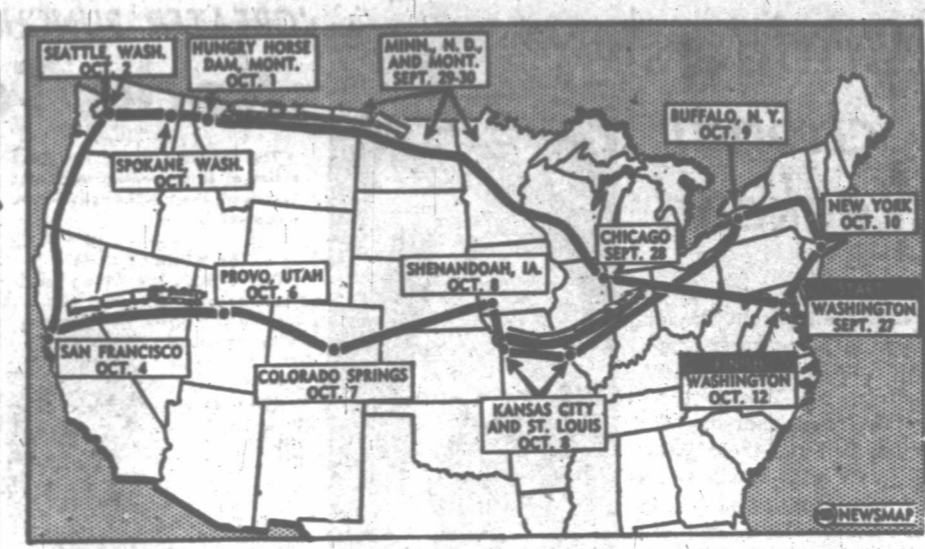 SEATTLE, WASH.
OCT. 2
HUNGRY HORSE
DAM, MONT.
OCT. 1
MINN., N. D.,
AND MONT.
SEPT. 29-30
BUFFALO, N. Y.
OCT. 9
SPOKANE, WASH.
OCT. 1
NEW YORK
OCT. 10
CHICAGO
SEPT. 28
PROVO, UTAH
OCT. 6
SHENANDOAH, IA.
OCT. 8
START
WASHINGTON
SEPT. 27
SAN FRANCISCO
OCT. 4
COLORADO SPRINGS
OCT. 7
WASHINGTON
OCT. 12
KANSAS CITY
AND ST. LOUIS
OCT. 8
NEWSMAP